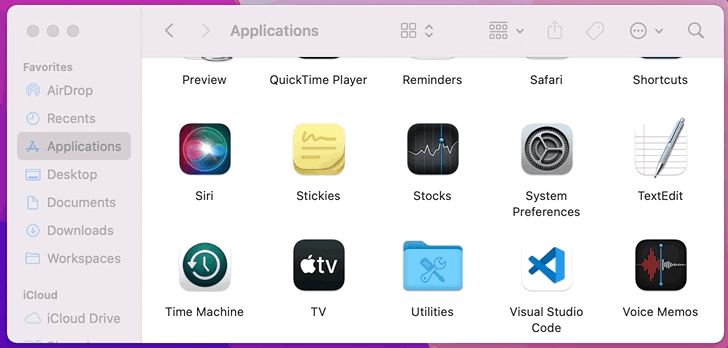 Applications
Favorites
AirDrop
Recents
Applications
Desktop
Documents
Downloads
Workspaces
iCloud
iCloud Drive
Preview QuickTime Player Reminders Safari Shortcuts
Siri Stickies Stocks System Preferences TextEdit
tv
Time Machine TV Utilities Visual Studio Code Voice Memos